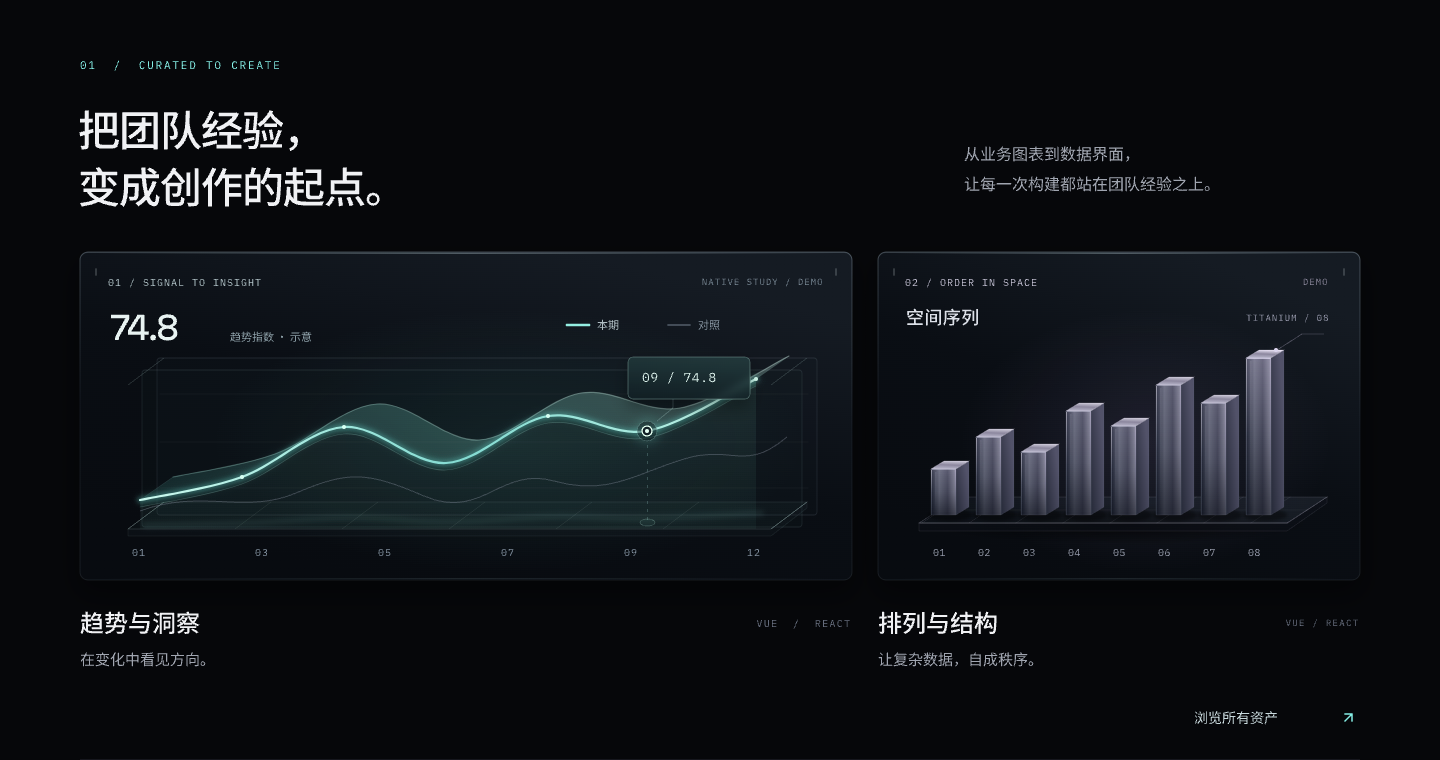 01 / CURATED TO CREATE
把团队经验，
变成创作的起点。
从业务图表到数据界面，
让每一次构建都站在团队经验之上。
01 / SIGNAL TO INSIGHT
NATIVE STUDY / DEMO
74.8
趋势指数 · 示意
本期
对照
09 / 74.8
01 03 05 07 09 12
趋势与洞察
VUE / REACT
在变化中看见方向。
02 / ORDER IN SPACE
DEMO
空间序列
TITANIUM / 08
01 02 03 04 05 06 07 08
排列与结构
VUE / REACT
让复杂数据，自成秩序。
浏览所有资产